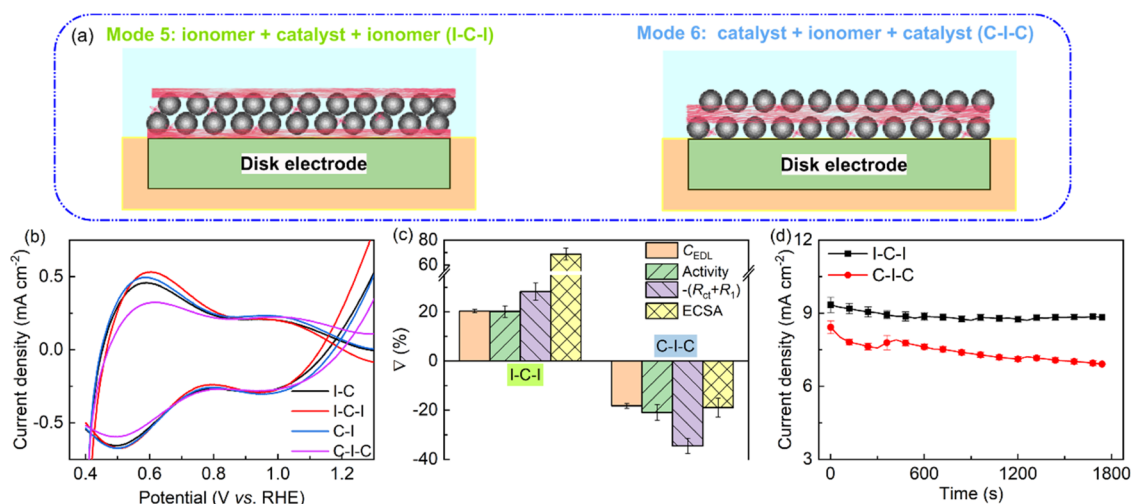 (a) Mode 5: ionomer + catalyst + ionomer (I-C-I)
Mode 6: catalyst + ionomer + catalyst (C-I-C)
Disk electrode
Disk electrode
(b)
Current density (mA cm-2)
0.5
0.0
-0.5
I-C
I-C-I
C-I
C-I-C
0.4 0.6 0.8 1.0 1.2
Potential (V vs. RHE)
(c)
∇ (%)
80
60
40
20
0
-20
-40
CEDL
Activity
-(Rct+R1)
ECSA
I-C-I
C-I-C
(d)
Current density (mA cm-2)
12
9
6
3
I-C-I
C-I-C
0 600 1200 1800
Time (s)